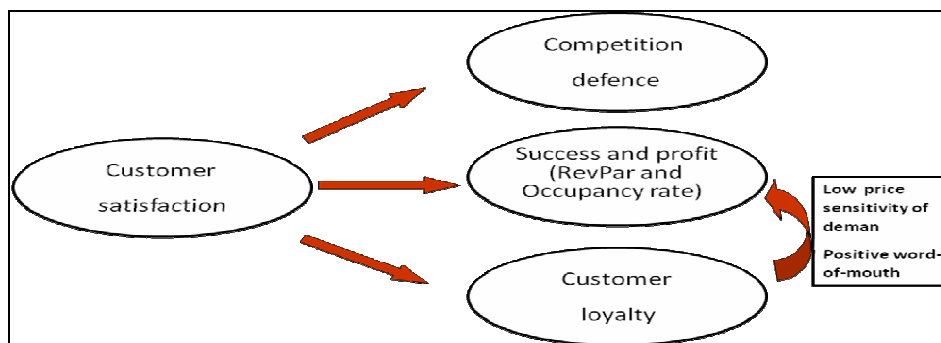 Competition
defence
Customer
satisfaction
Success and profit
(RevPar and
Occupancy rate)
Low price
sensitivity of
deman
Positive word-
of-mouth
Customer
loyalty